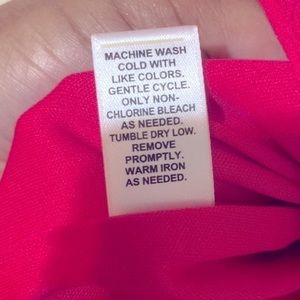 MACHINE WASH
COLD WITH
LIKE COLORS.
GENTLE CYCLE.
ONLY NON-
CHLORINE BLEACH
AS NEEDED.
TUMBLE DRY LOW.
REMOVE
PROMPTLY.
WARM IRON
AS NEEDED.